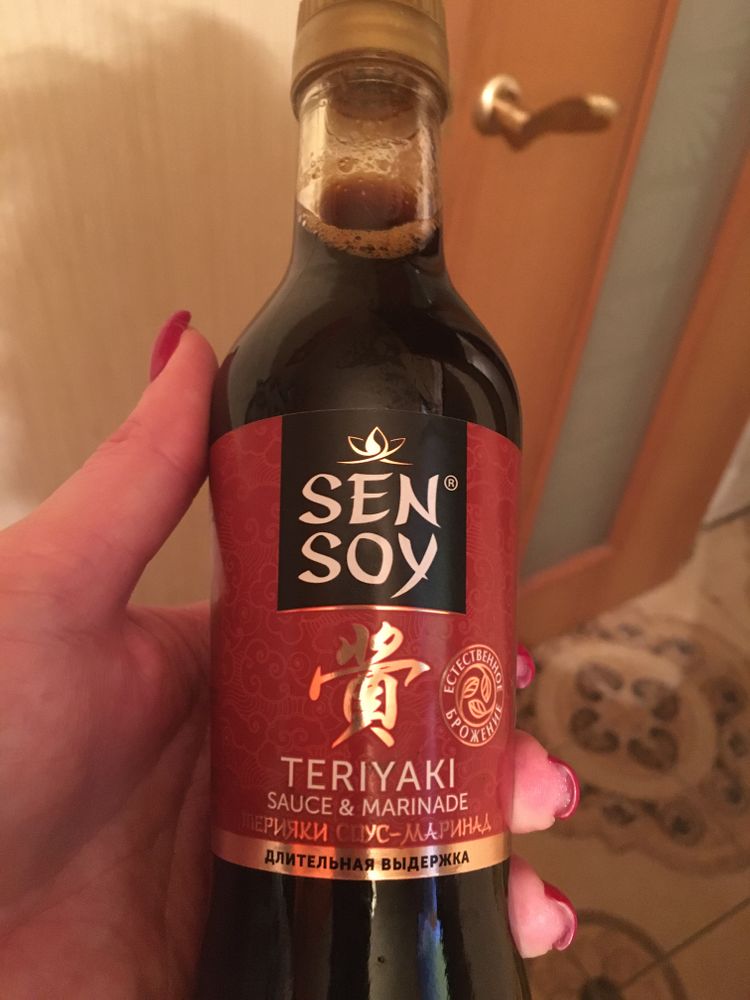 SEN®
SOY
賞
ЕСТЕСТВЕННОЕ
БРОЖЕНИЕ
TERIYAKI
SAUCE & MARINADE
ТЕРИЯКИ СОУС-МАРИНАД
ДЛИТЕЛЬНАЯ ВЫДЕРЖКА